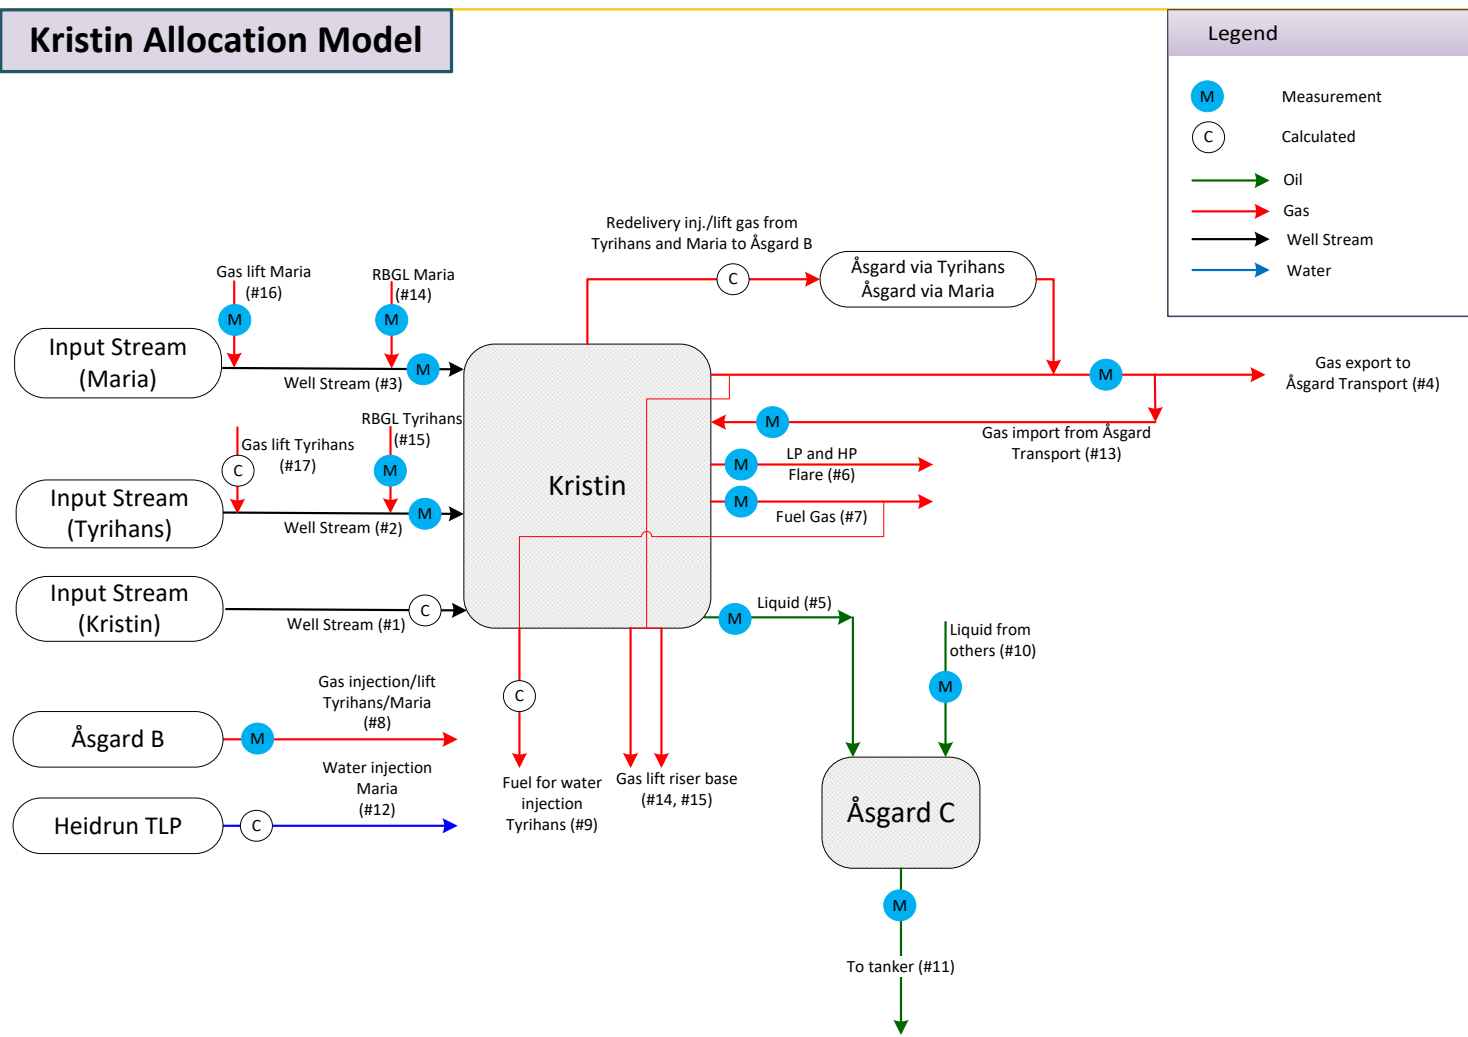 Kristin Allocation Model
Legend
M Measurement
C Calculated
Oil
Gas
Well Stream
Water
Redelivery inj./lift gas from
Tyrihans and Maria to Åsgard B
C
Åsgard via Tyrihans
Åsgard via Maria
Gas lift Maria
(#16)
M
RBGL Maria
(#14)
M
Input Stream
(Maria)
Well Stream (#3)
M
M
Gas export to
Åsgard Transport (#4)
Gas lift Tyrihans
(#17)
C
RBGL Tyrihans
(#15)
M
M
Gas import from Åsgard
Transport (#13)
Input Stream
(Tyrihans)
Well Stream (#2)
M
Kristin
M
LP and HP
Flare (#6)
M
Fuel Gas (#7)
Input Stream
(Kristin)
Well Stream (#1)
C
M
Liquid (#5)
Liquid from
others (#10)
M
Åsgard B
M
Gas injection/lift
Tyrihans/Maria
(#8)
C
Fuel for water
injection
Tyrihans (#9)
Gas lift riser base
(#14, #15)
Heidrun TLP
C
Water injection
Maria
(#12)
Åsgard C
M
To tanker (#11)